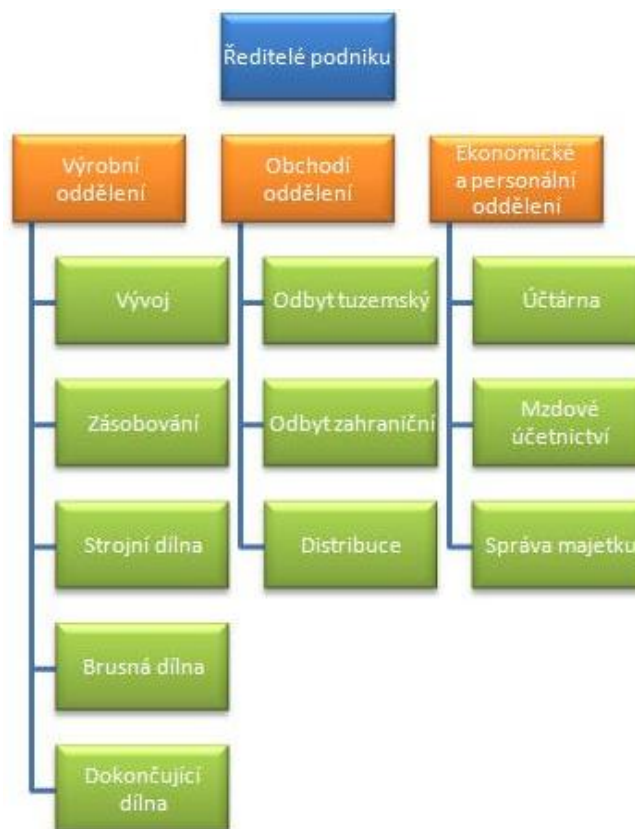 Ředitelé podniku
Výrobní
oddělení
Vývoj
Zásobování
Strojní dílna
Brusná dílna
Dokončující
dílna
Obchodí
oddělení
Odbyt tuzemský
Odbyt zahraniční
Distribuce
Ekonomické
a personální
oddělení
Účtárna
Mzdové
účetnictví
Správa majetku